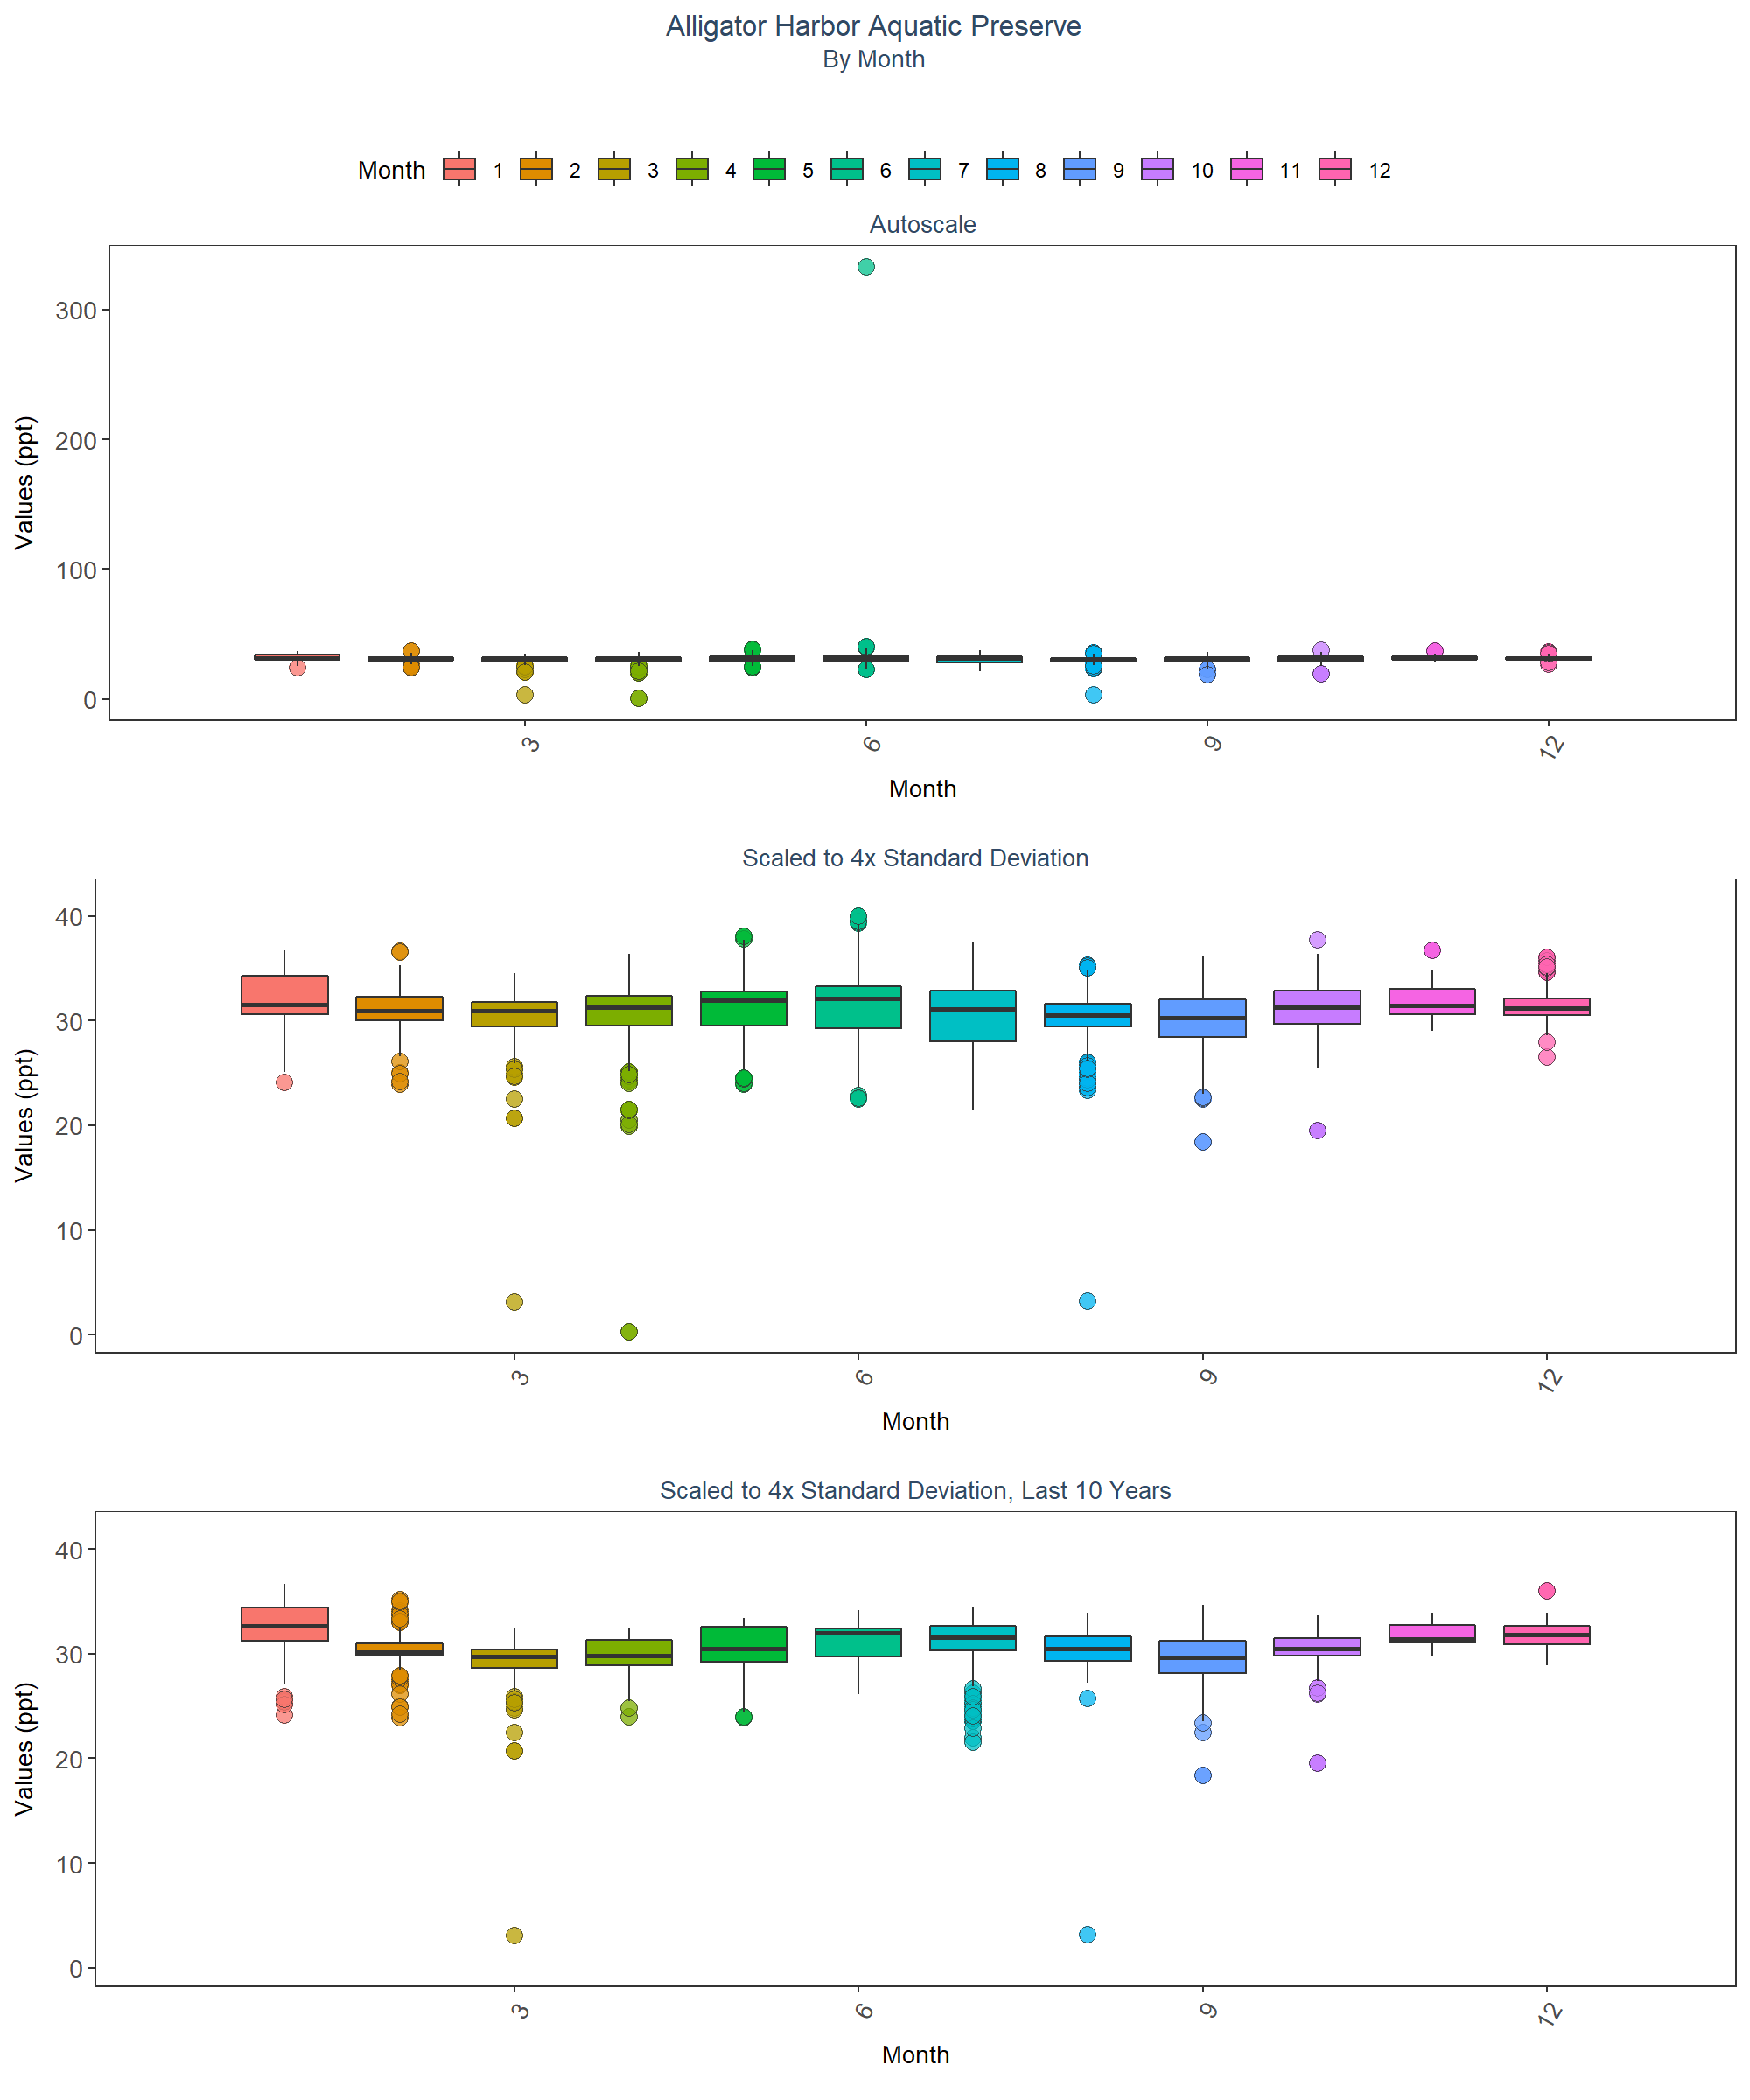 Alligator Harbor Aquatic Preserve
By Month
Month 1 2 3 4 5 6 7 8 9 10 11 12
Autoscale
300
200
100
0
Values (ppt)
3 6 9 12
Month
Scaled to 4x Standard Deviation
40
30
20
10
0
Values (ppt)
3 6 9 12
Month
Scaled to 4x Standard Deviation, Last 10 Years
40
30
20
10
0
Values (ppt)
3 6 9 12
Month